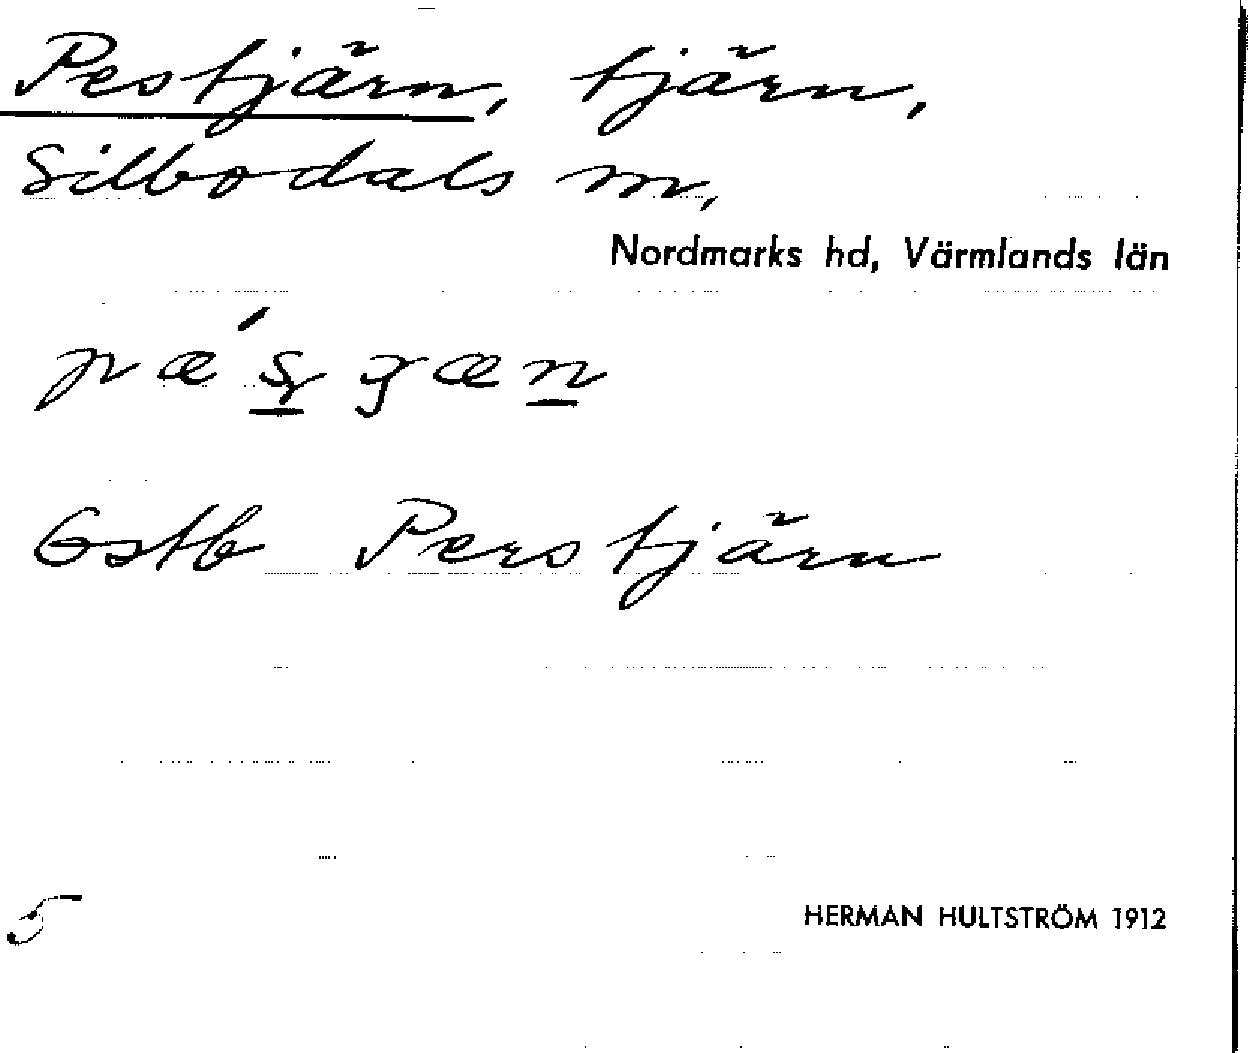 Pestjärn, tjärn,
Silbodals m,
Nordmarks hd, Värmlands län
Gstb Perstjärn
5
HERMAN HULTSTRÖM 1912